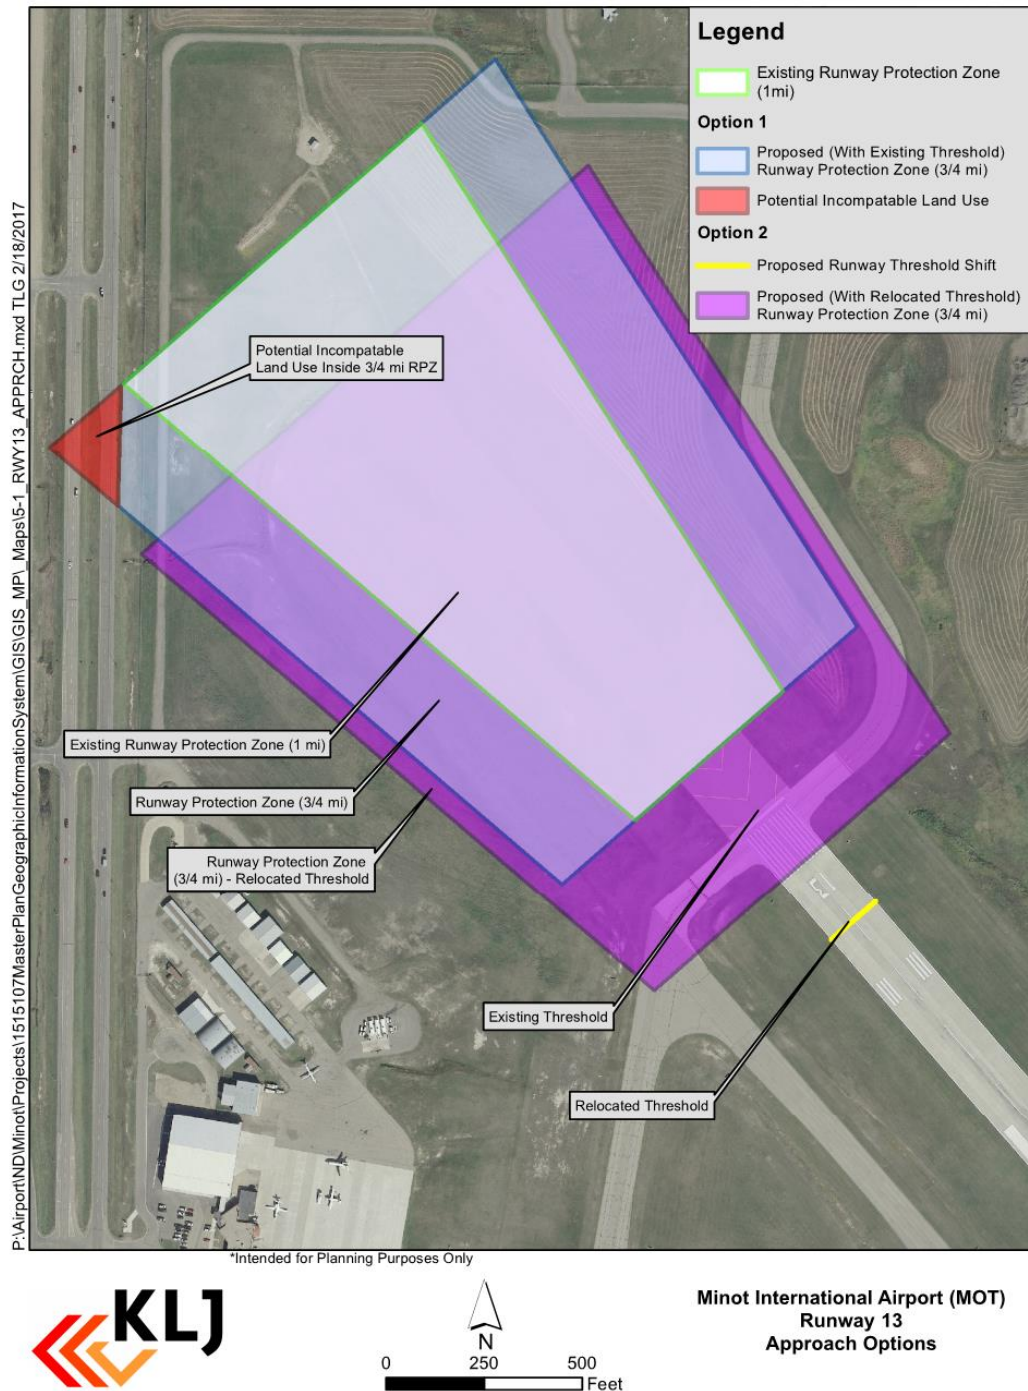 Legend
Existing Runway Protection Zone
(1mi)
Option 1
Proposed (With Existing Threshold)
Runway Protection Zone (3/4 mi)
Potential Incompatable Land Use
Option 2
Proposed Runway Threshold Shift
Proposed (With Relocated Threshold)
Runway Protection Zone (3/4 mi)
P:\Airport\ND\Minot\Projects\1515107MasterPlanGeographicInformationSystem\GIS\GIS_MP\_Maps\5-1_RWY13_APPRCH.mxd TLG 2/18/2017
Potential Incompatable
Land Use Inside 3/4 mi RPZ
Existing Runway Protection Zone (1 mi)
Runway Protection Zone (3/4 mi)
Runway Protection Zone
(3/4 mi) - Relocated Threshold
Existing Threshold
Relocated Threshold
*Intended for Planning Purposes Only
KLJ
N
0 250 500
Feet
Minot International Airport (MOT)
Runway 13
Approach Options